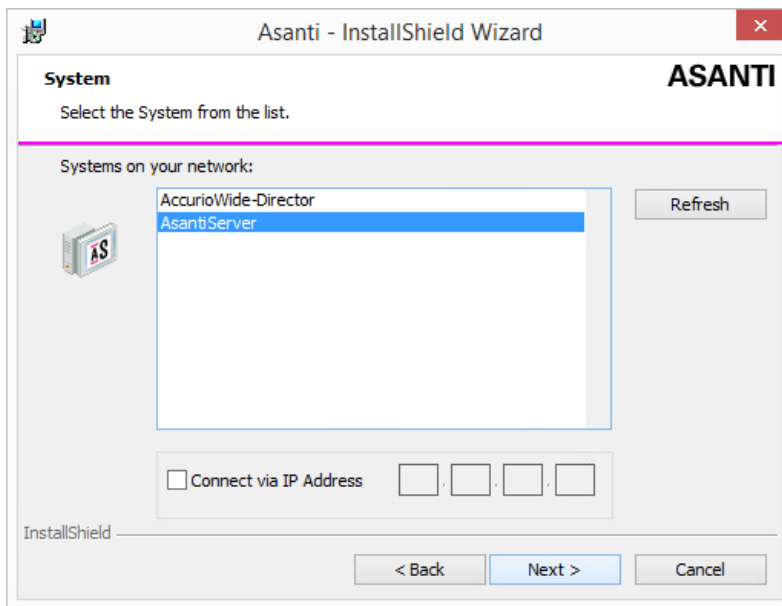 Asanti - InstallShield Wizard
System
ASANTI
Select the System from the list.
Systems on your network:
AccurioWide-Director
AsantiServer
Refresh
AS
Connect via IP Address
. . .
InstallShield
< Back
Next >
Cancel